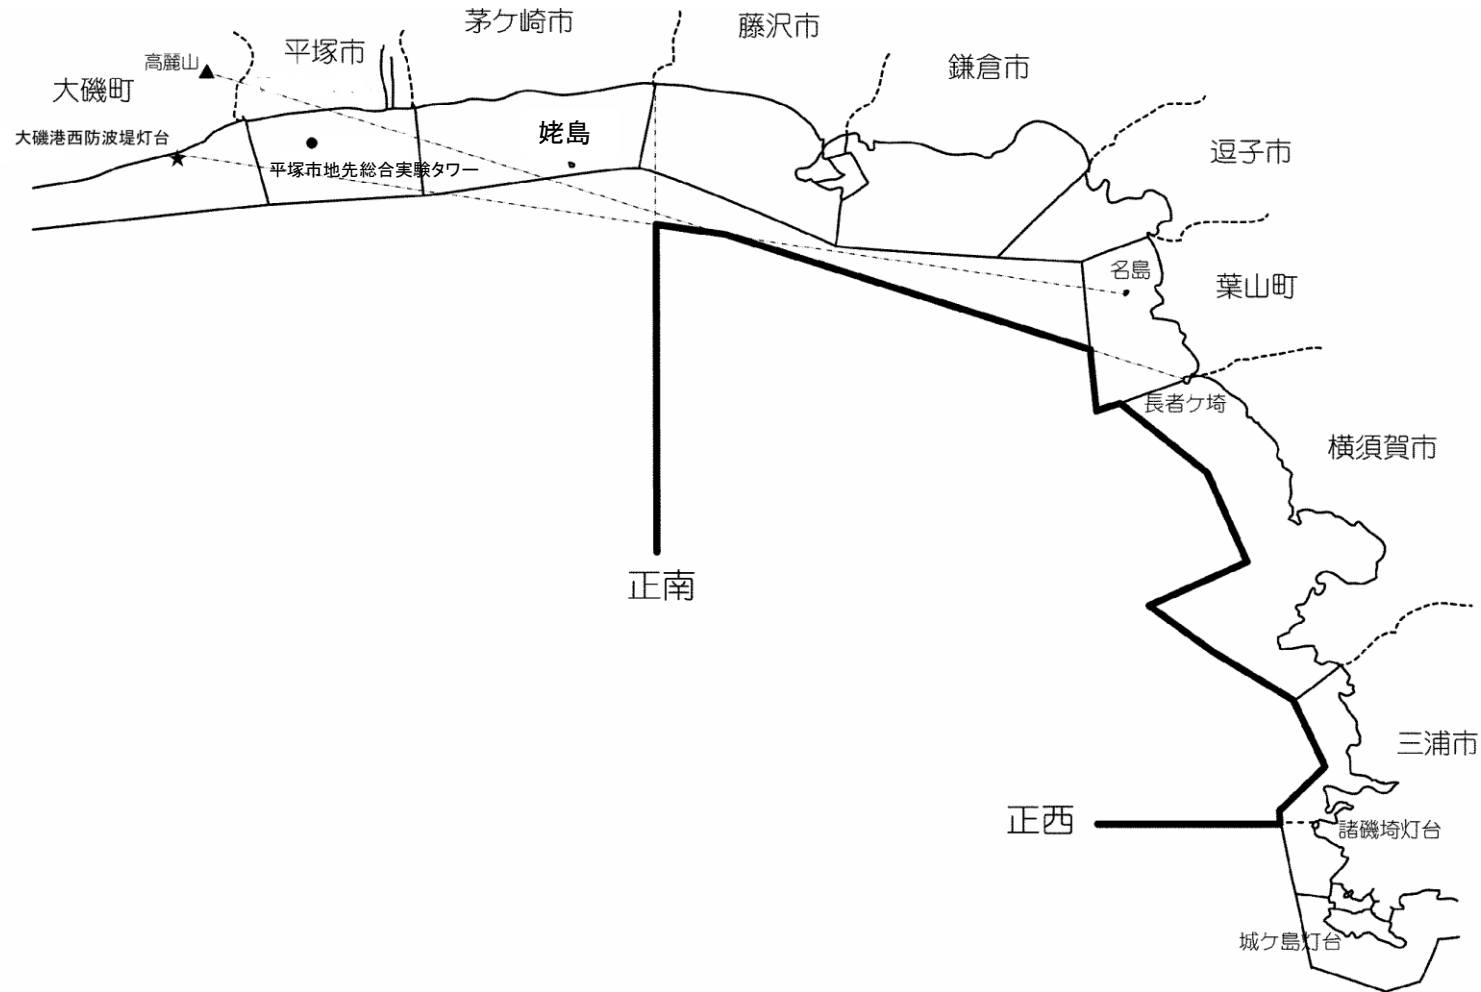 茅ケ崎市
藤沢市
平塚市
高麗山
鎌倉市
大磯町
大磯港西防波堤灯台
姥島
逗子市
平塚市地先総合実験タワー
名島
葉山町
長者ケ埼
横須賀市
正南
三浦市
正西
諸磯埼灯台
城ケ島灯台